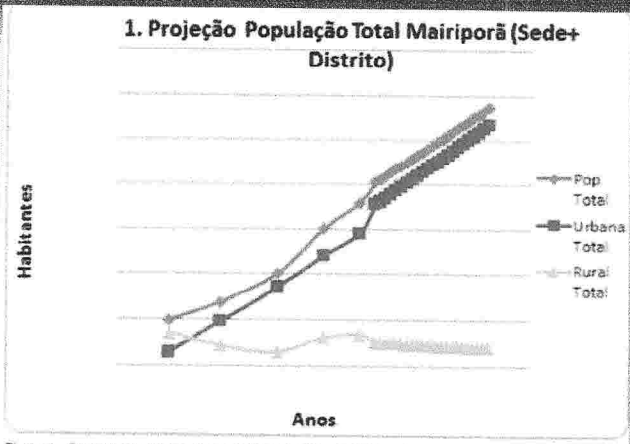 1. Projeção População Total Mairiporã (Sede+
Distrito)
Habitantes
Pop
Total
Urbana
Total
Rural
Total
Anos